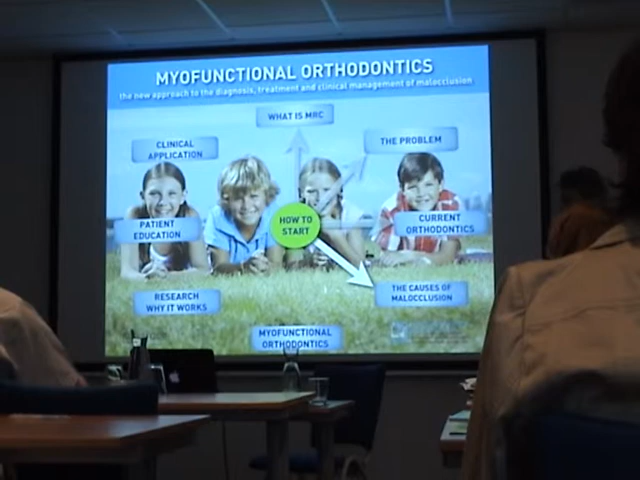 MYOFUNCTIONAL ORTHODONTICS
the new approach to the diagnosis, treatment and clinical management of malocclusion
WHAT IS MRC
CLINICAL
APPLICATION
THE PROBLEM
PATIENT
EDUCATION
HOW TO
START
CURRENT
ORTHODONTICS
RESEARCH
WHY IT WORKS
THE CAUSES OF
MALOCCLUSION
MYOFUNCTIONAL
ORTHODONTICS